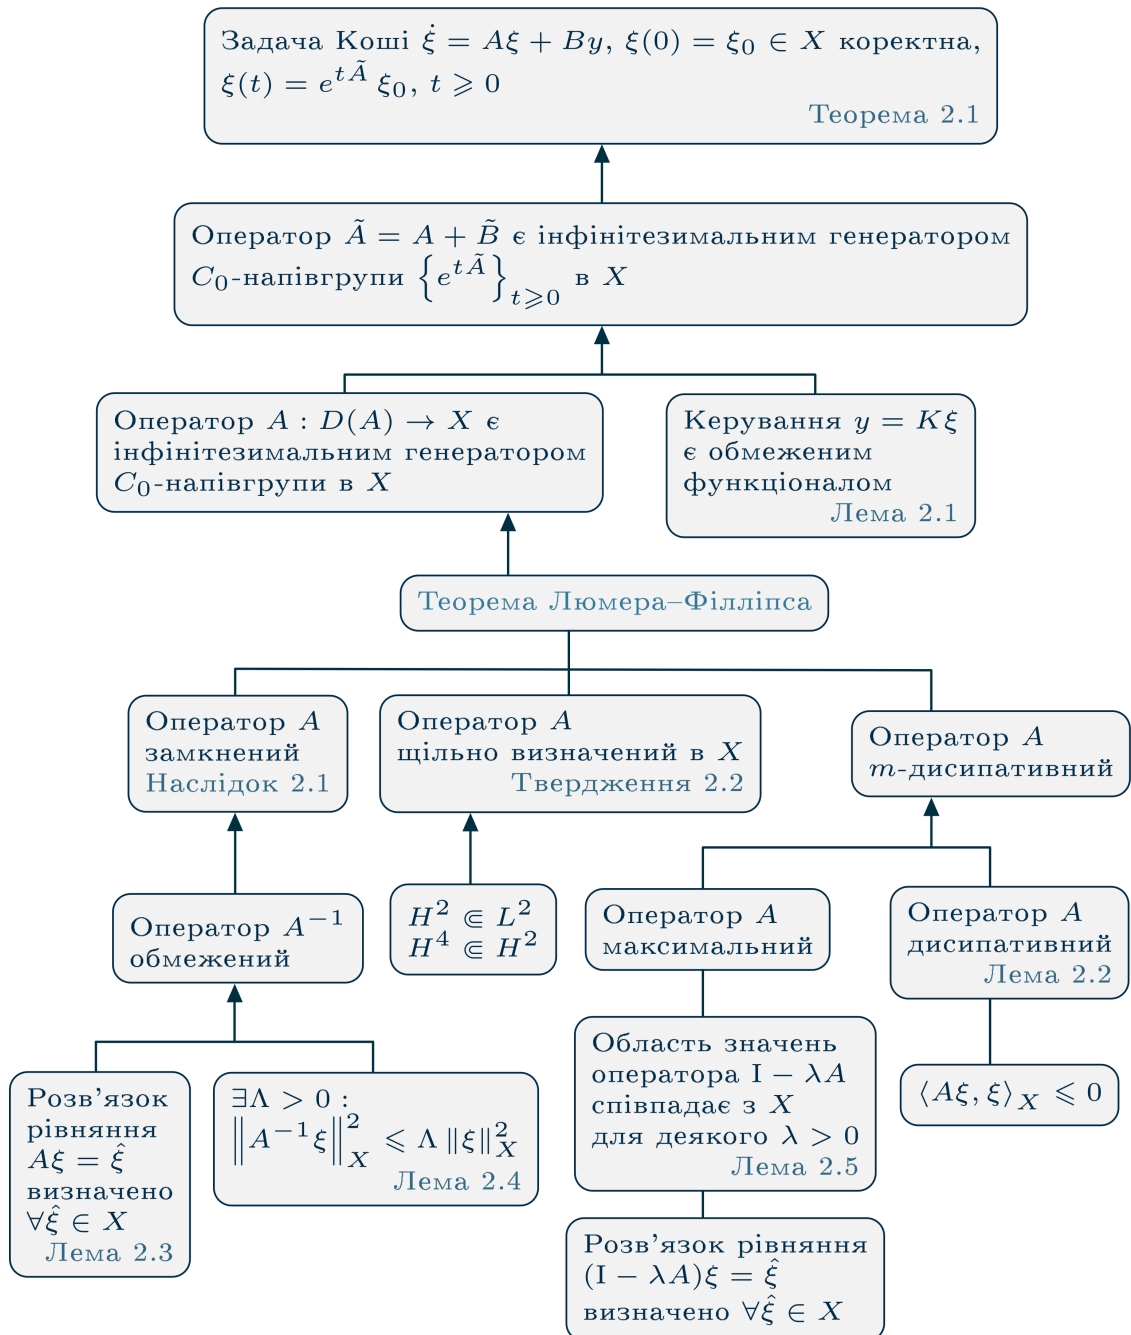 Задача Коші ξ̇ = Aξ + By, ξ(0) = ξ₀ ∈ X коректна,
ξ(t) = e^{tÃ} ξ₀, t ⩾ 0
Теорема 2.1
Оператор Ã = A + B̃ є інфінітезимальним генератором
C₀-напівгрупи {e^{tÃ}}_{t⩾0} в X
Оператор A : D(A) → X є
інфінітезимальним генератором
C₀-напівгрупи в X
Керування y = Kξ
є обмеженим
функціоналом
Лема 2.1
Теорема Люмера–Філліпса
Оператор A
замкнений
Наслідок 2.1
Оператор A
щільно визначений в X
Твердження 2.2
Оператор A
m-дисипативний
Оператор A⁻¹
обмежений
H² ⋐ L²
H⁴ ⋐ H²
Оператор A
максимальний
Оператор A
дисипативний
Лема 2.2
Розв'язок
рівняння
Aξ = ξ̂
визначено
∀ξ̂ ∈ X
Лема 2.3
∃Λ > 0 :
‖A⁻¹ξ‖²_X ⩽ Λ ‖ξ‖²_X
Лема 2.4
Область значень
оператора I − λA
співпадає з X
для деякого λ > 0
Лема 2.5
⟨Aξ, ξ⟩_X ⩽ 0
Розв'язок рівняння
(I − λA)ξ = ξ̂
визначено ∀ξ̂ ∈ X